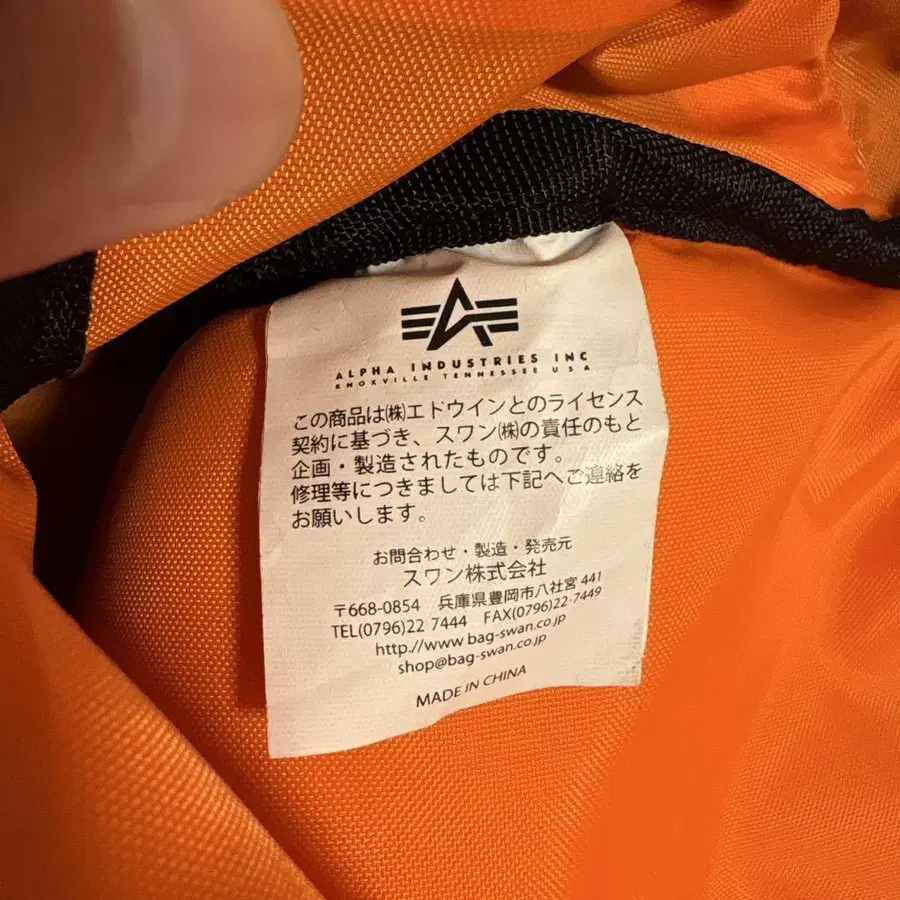 ALPHA INDUSTRIES INC
KNOXVILLE TENNESSEE USA
この商品は㈱エドウインとのライセンス
契約に基づき、スワン㈱の責任のもと
企画・製造されたものです。
修理等につきましては下記へご連絡を
お願いします。
お問合わせ・製造・発売元
スワン株式会社
〒668-0854 兵庫県豊岡市八社宮 441
TEL(0796)22 7444 FAX(0796)22-7449
http://www bag-swan.co.jp
shop@bag-swan.co.jp
MADE IN CHINA